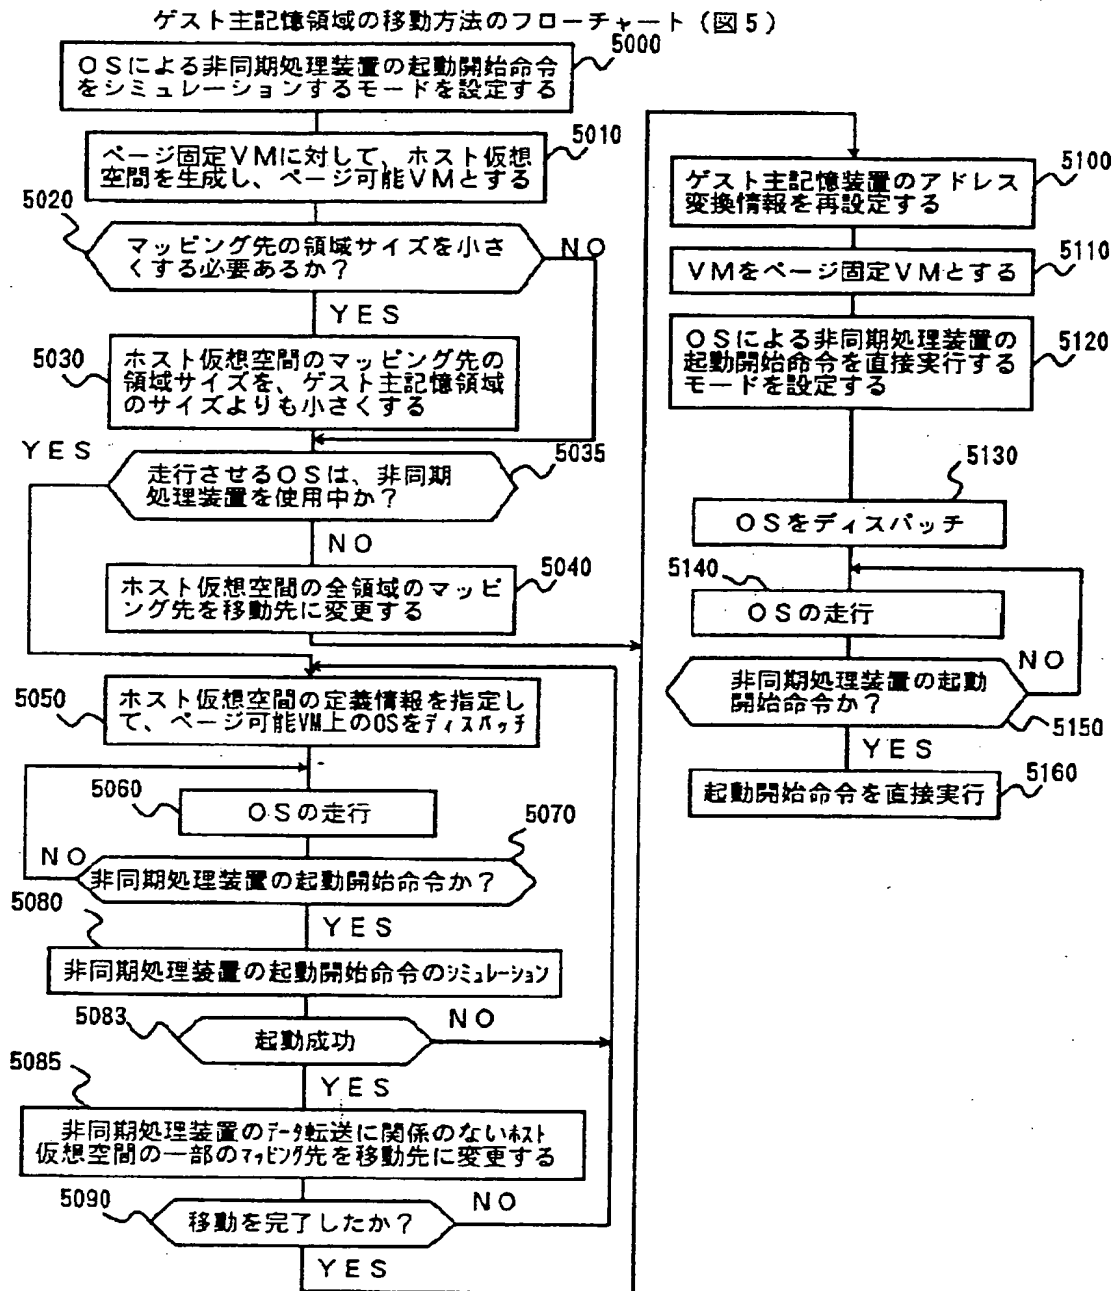 ゲスト主記憶領域の移動方法のフローチャート(図5)
5000
OSによる非同期処理装置の起動開始命令
をシミュレーションするモードを設定する
5010
ページ固定VMに対して、ホスト仮想
空間を生成し、ページ可能VMとする
5020
マッピング先の領域サイズを小さ
くする必要あるか?
NO
YES
5030
ホスト仮想空間のマッピング先の
領域サイズを、ゲスト主記憶領域
のサイズよりも小さくする
YES
5035
走行させるOSは、非同期
処理装置を使用中か?
NO
5040
ホスト仮想空間の全領域のマッピ
ング先を移動先に変更する
5050
ホスト仮想空間の定義情報を指定し
て、ページ可能VM上のOSをディスパッチ
5060
OSの走行
5070
NO
非同期処理装置の起動開始命令か?
5080
YES
非同期処理装置の起動開始命令のシミュレーション
5083
起動成功
NO
5085
YES
非同期処理装置のデータ転送に関係のないホスト
仮想空間の一部のマッピング先を移動先に変更する
5090
移動を完了したか?
NO
YES
5100
ゲスト主記憶装置のアドレス
変換情報を再設定する
5110
VMをページ固定VMとする
5120
OSによる非同期処理装置の
起動開始命令を直接実行する
モードを設定する
5130
OSをディスパッチ
5140
OSの走行
NO
非同期処理装置の起動
開始命令か?
5150
YES
5160
起動開始命令を直接実行